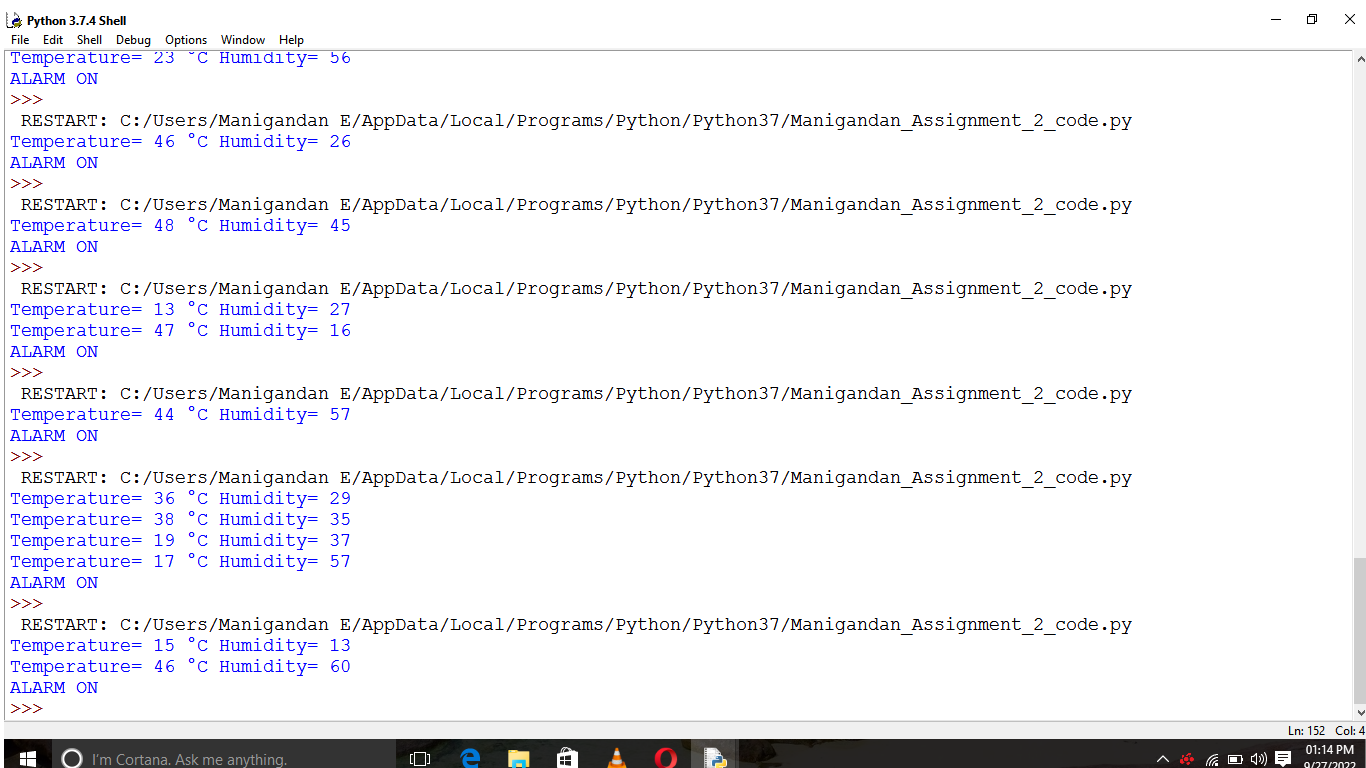 Python 3.7.4 Shell
File Edit Shell Debug Options Window Help
Temperature= 23 °C Humidity= 56
ALARM ON
>>>
RESTART: C:/Users/Manigandan E/AppData/Local/Programs/Python/Python37/Manigandan_Assignment_2_code.py
Temperature= 46 °C Humidity= 26
ALARM ON
>>>
RESTART: C:/Users/Manigandan E/AppData/Local/Programs/Python/Python37/Manigandan_Assignment_2_code.py
Temperature= 48 °C Humidity= 45
ALARM ON
>>>
RESTART: C:/Users/Manigandan E/AppData/Local/Programs/Python/Python37/Manigandan_Assignment_2_code.py
Temperature= 13 °C Humidity= 27
Temperature= 47 °C Humidity= 16
ALARM ON
>>>
RESTART: C:/Users/Manigandan E/AppData/Local/Programs/Python/Python37/Manigandan_Assignment_2_code.py
Temperature= 44 °C Humidity= 57
ALARM ON
>>>
RESTART: C:/Users/Manigandan E/AppData/Local/Programs/Python/Python37/Manigandan_Assignment_2_code.py
Temperature= 36 °C Humidity= 29
Temperature= 38 °C Humidity= 35
Temperature= 19 °C Humidity= 37
Temperature= 17 °C Humidity= 57
ALARM ON
>>>
RESTART: C:/Users/Manigandan E/AppData/Local/Programs/Python/Python37/Manigandan_Assignment_2_code.py
Temperature= 15 °C Humidity= 13
Temperature= 46 °C Humidity= 60
ALARM ON
>>>
Ln: 152 Col: 4
I'm Cortana. Ask me anything.
01:14 PM
9/27/2022